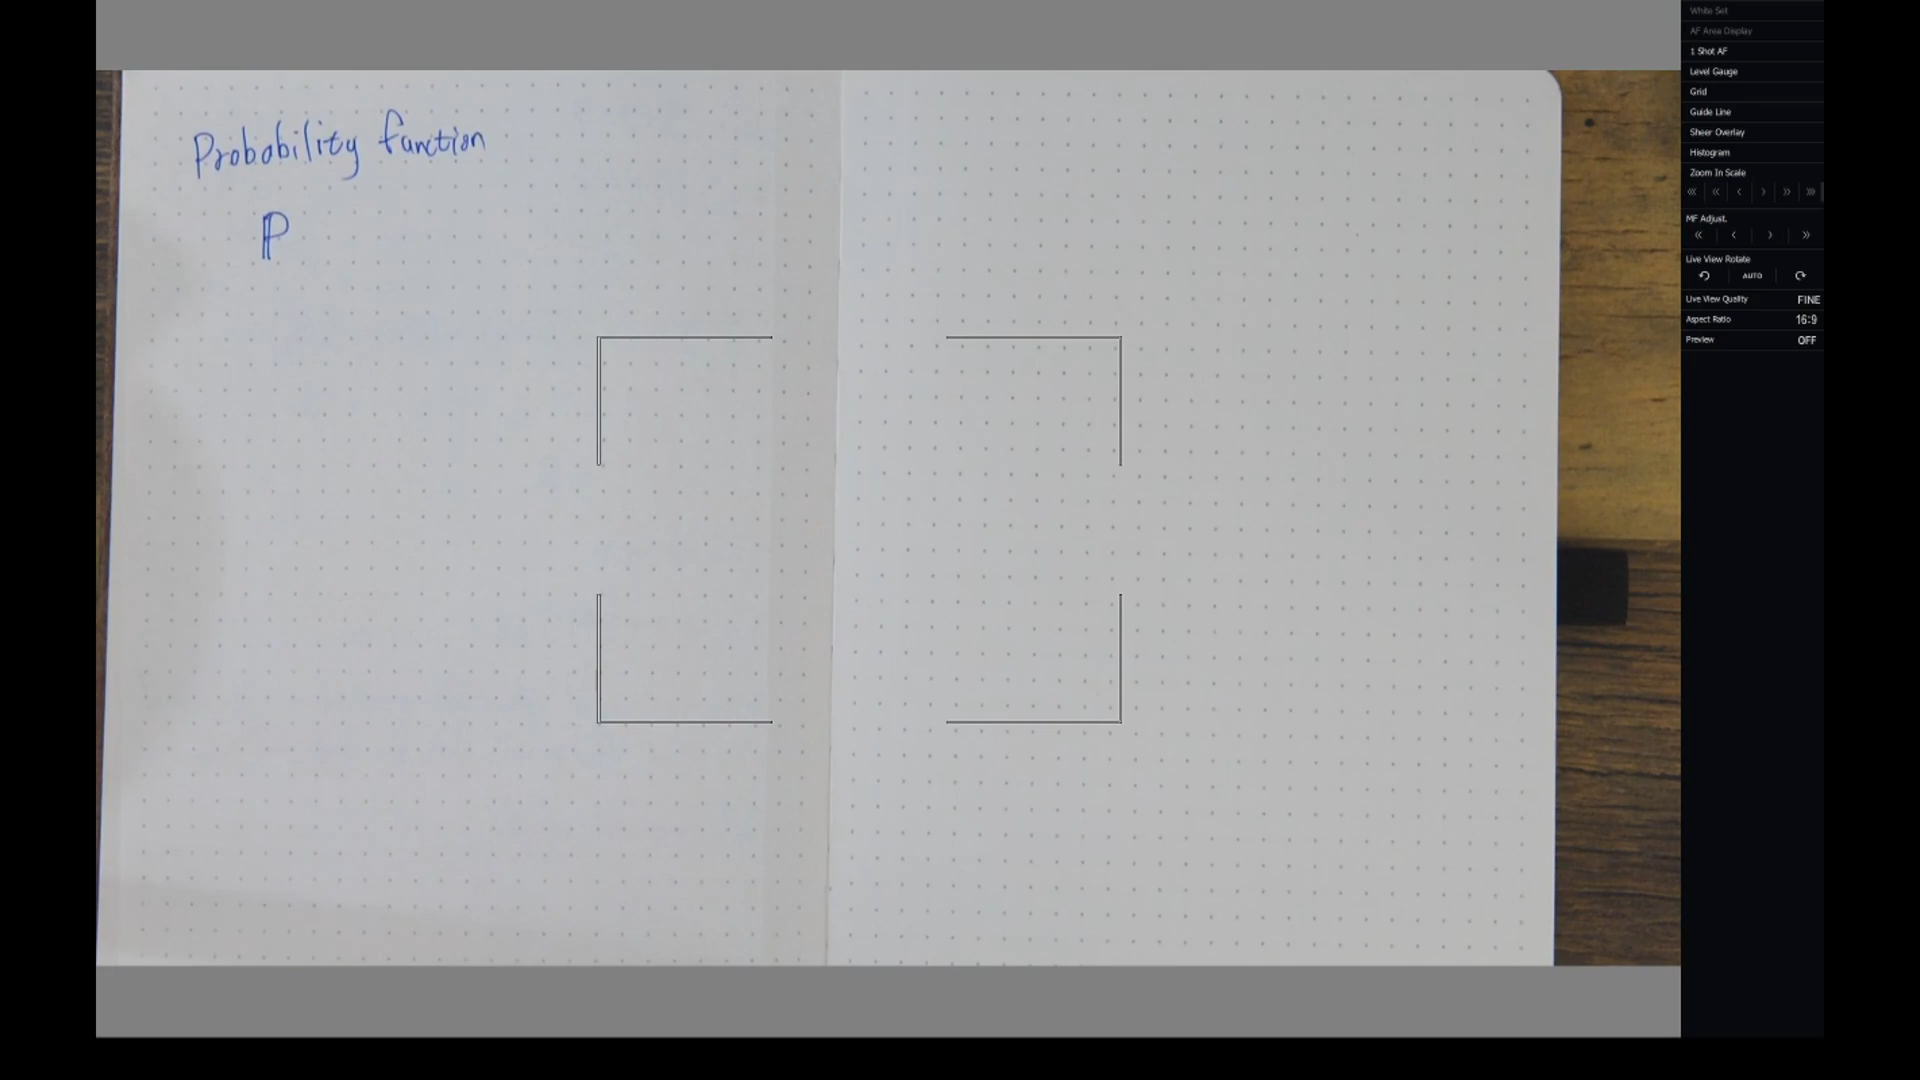 Probability function
ℙ
White Set
AF Area Display
1 Shot AF
Level Gauge
Grid
Guide Line
Sheer Overlay
Histogram
Zoom In Scale
MF Adjust.
Live View Rotate
AUTO
Live View Quality FINE
Aspect Ratio 16:9
Preview OFF